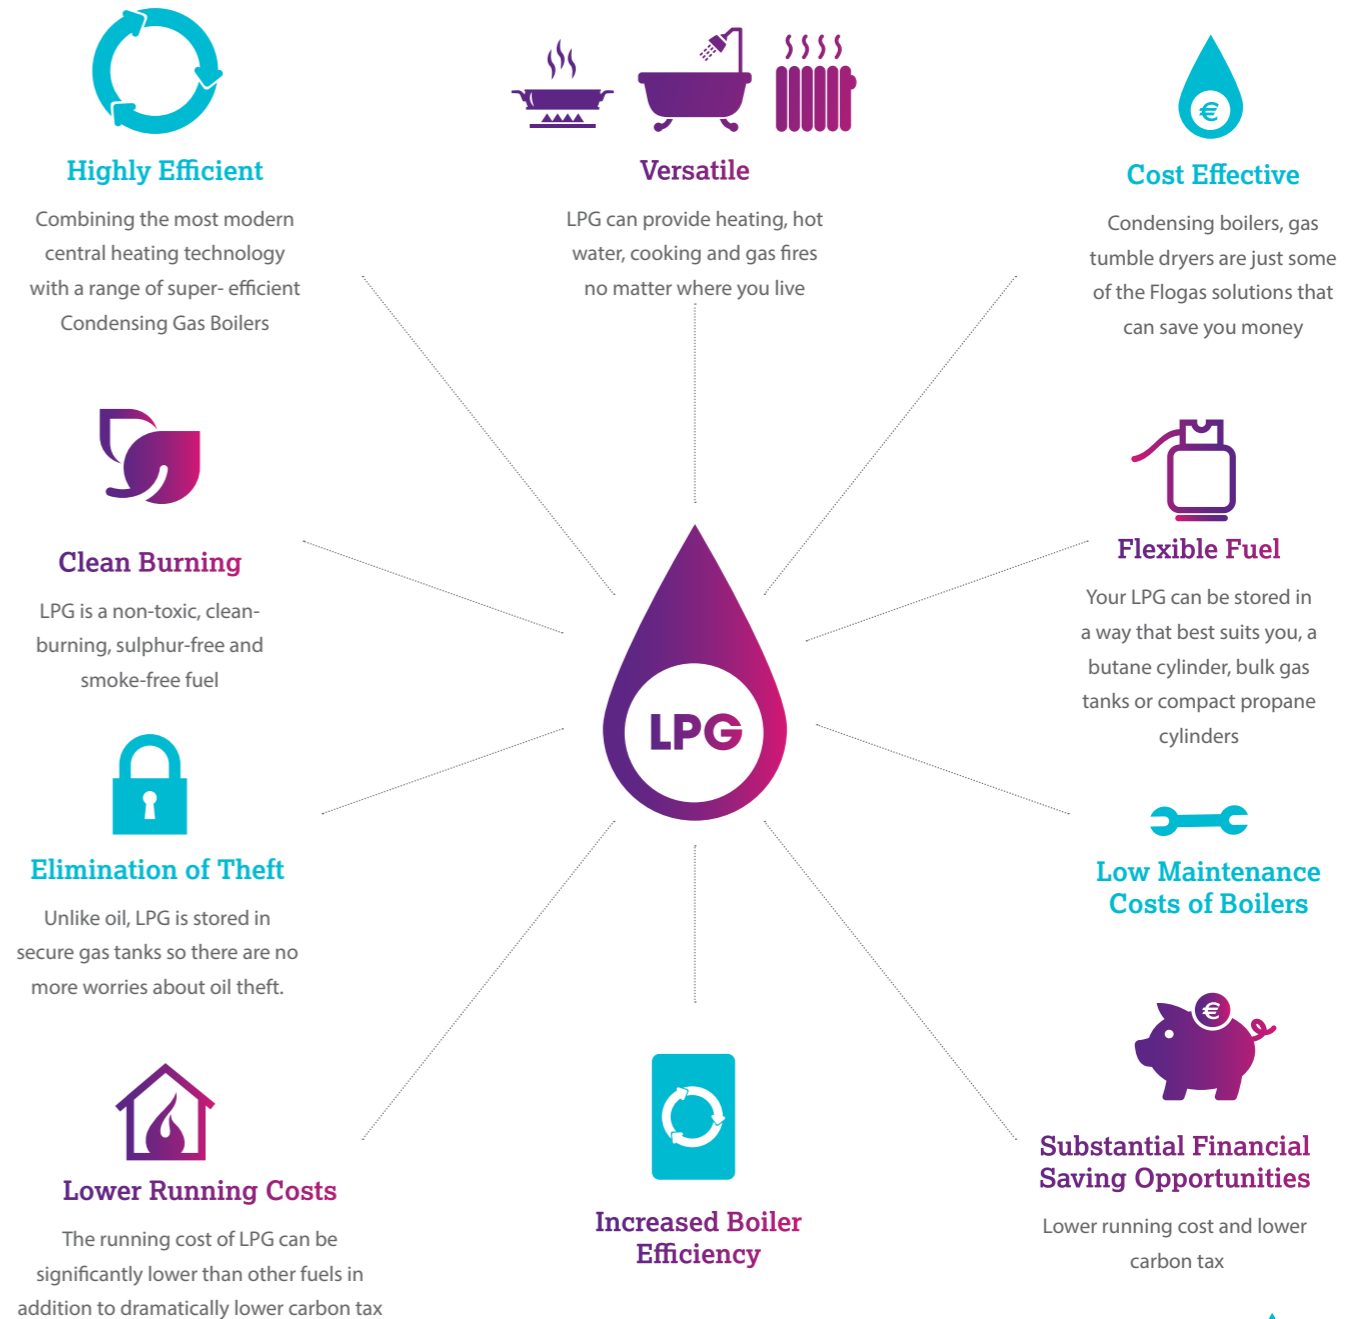 Highly Efficient
Combining the most modern
central heating technology
with a range of super- efficient
Condensing Gas Boilers
Versatile
LPG can provide heating, hot
water, cooking and gas fires
no matter where you live
€
Cost Effective
Condensing boilers, gas
tumble dryers are just some
of the Flogas solutions that
can save you money
Clean Burning
LPG is a non-toxic, clean-
burning, sulphur-free and
smoke-free fuel
Flexible Fuel
Your LPG can be stored in
a way that best suits you, a
butane cylinder, bulk gas
tanks or compact propane
cylinders
LPG
Elimination of Theft
Unlike oil, LPG is stored in
secure gas tanks so there are no
more worries about oil theft.
Low Maintenance
Costs of Boilers
Lower Running Costs
The running cost of LPG can be
significantly lower than other fuels in
addition to dramatically lower carbon tax
Increased Boiler
Efficiency
€
Substantial Financial
Saving Opportunities
Lower running cost and lower
carbon tax